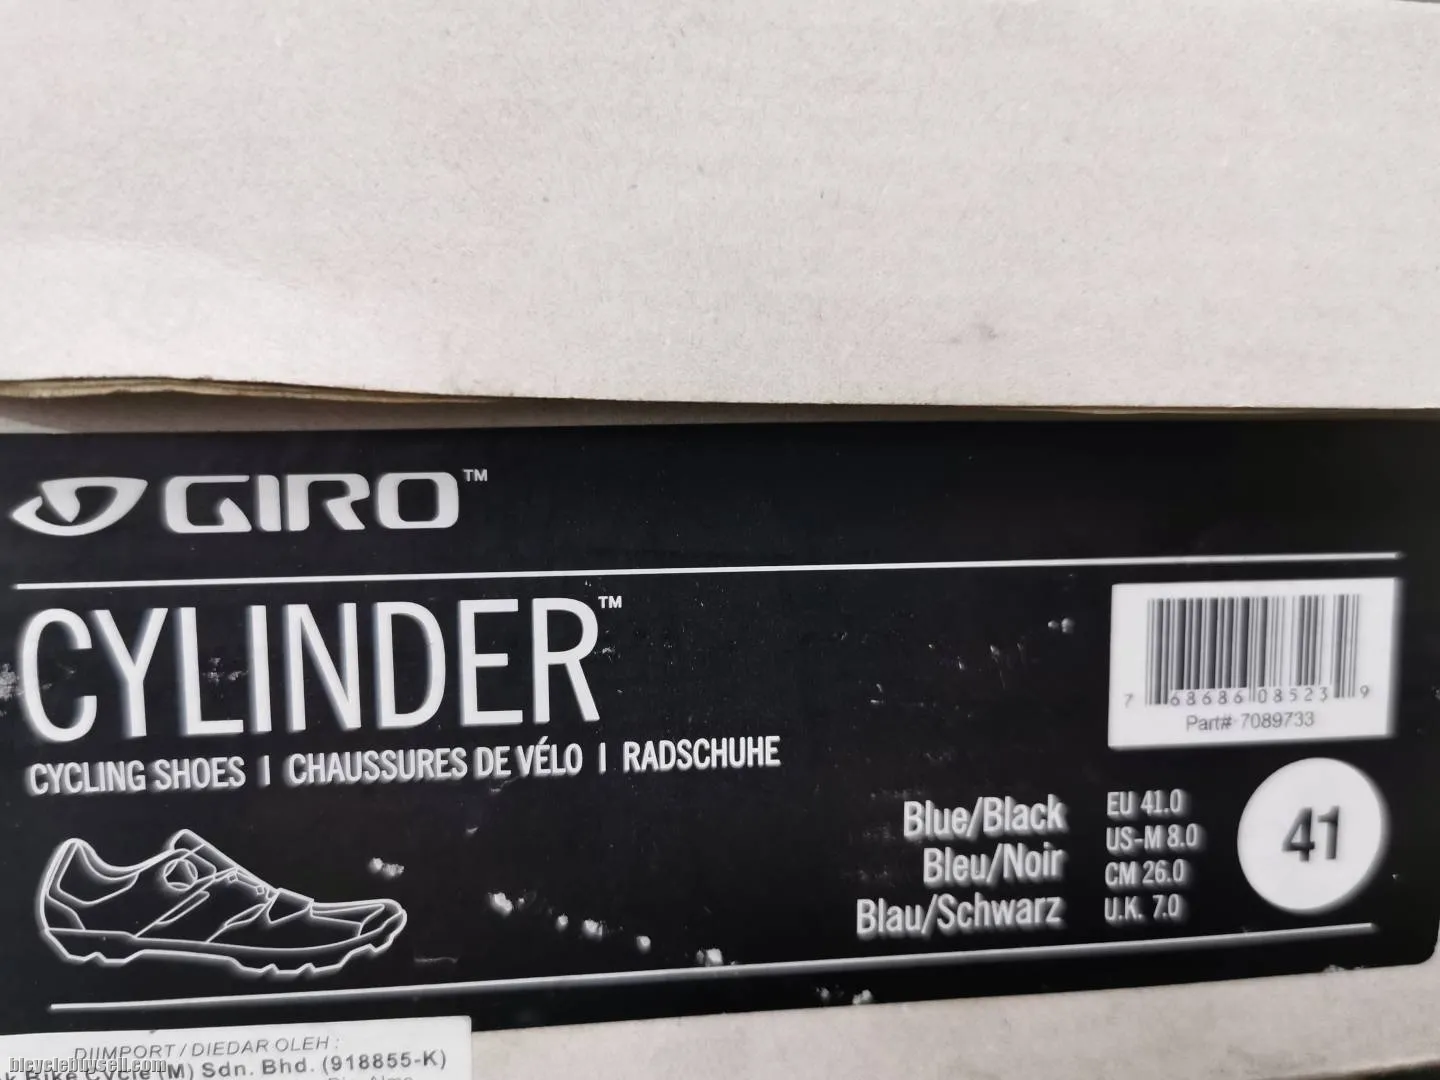 GIRO™
CYLINDER™
CYCLING SHOES | CHAUSSURES DE VÉLO | RADSCHUHE
7 68686 08523 9
Part# 7089733
Blue/Black
Bleu/Noir
Blau/Schwarz
EU 41.0
US-M 8.0
CM 26.0
U.K. 7.0
41
DIIMPORT / DIEDAR OLEH :
Bike Cycle (M) Sdn. Bhd. (918855-K)
bicyclebuysell.com